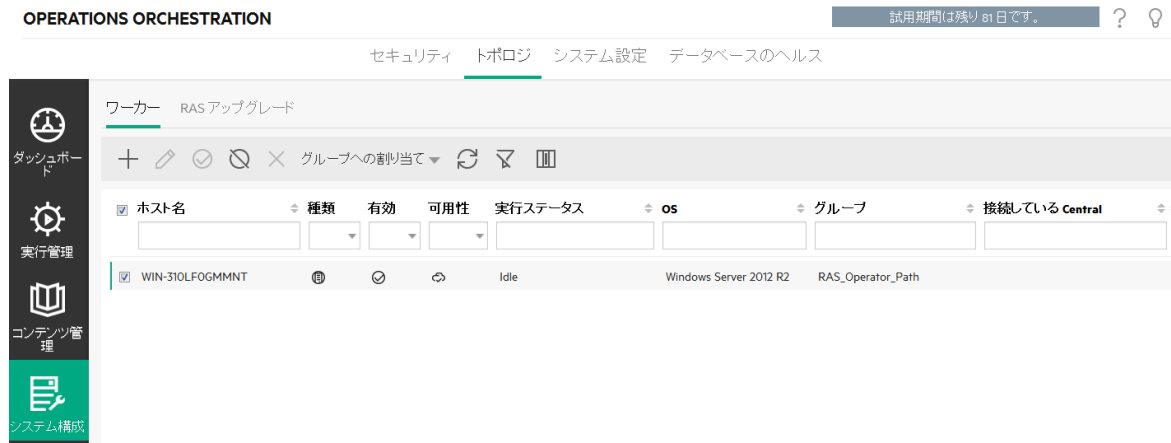 OPERATIONS ORCHESTRATION
試用期間は残り 81 日です。
セキュリティ トポロジ システム設定 データベースのヘルス
ワーカー RAS アップグレード
ダッシュボー
ド
グループへの割り当て
ホスト名 種類 有効 可用性 実行ステータス OS グループ 接続している Central
実行管理
WIN-310LF0GMMNT Idle Windows Server 2012 R2 RAS_Operator_Path
コンテンツ管
理
システム構成